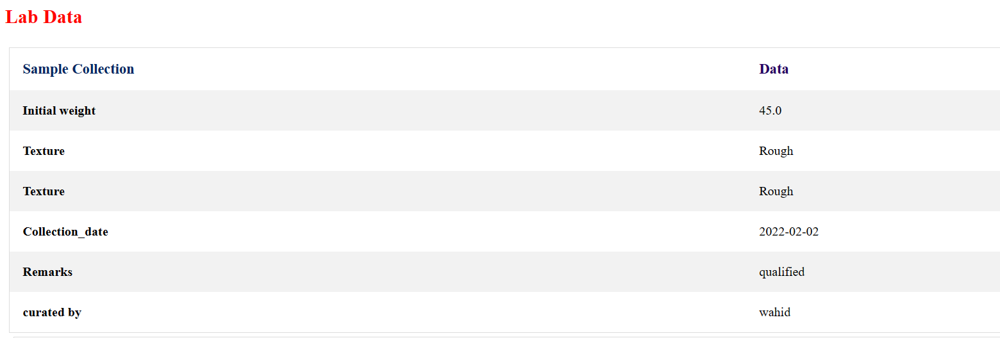 Lab Data
Sample Collection Data
Initial weight 45.0
Texture Rough
Texture Rough
Collection_date 2022-02-02
Remarks qualified
curated by wahid